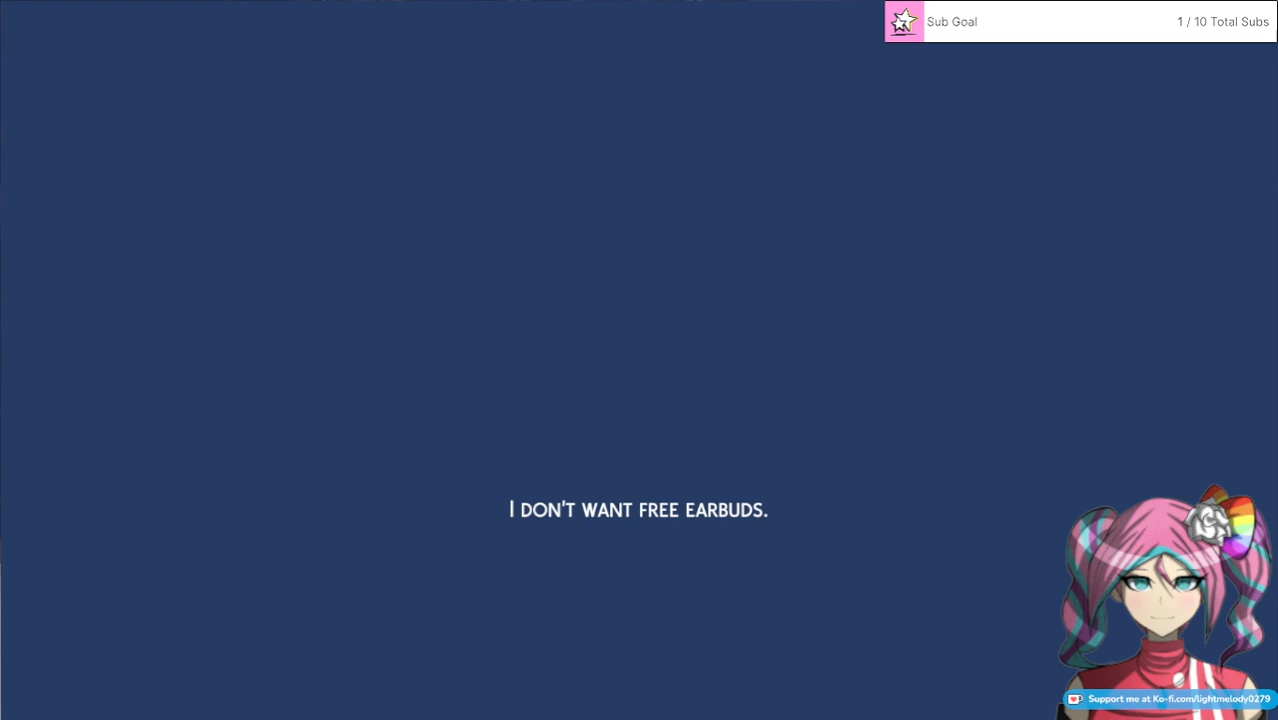 Sub Goal 1 / 10 Total Subs
I DON'T WANT FREE EARBUDS.
Support me at Ko-fi.com/lightmelody0279